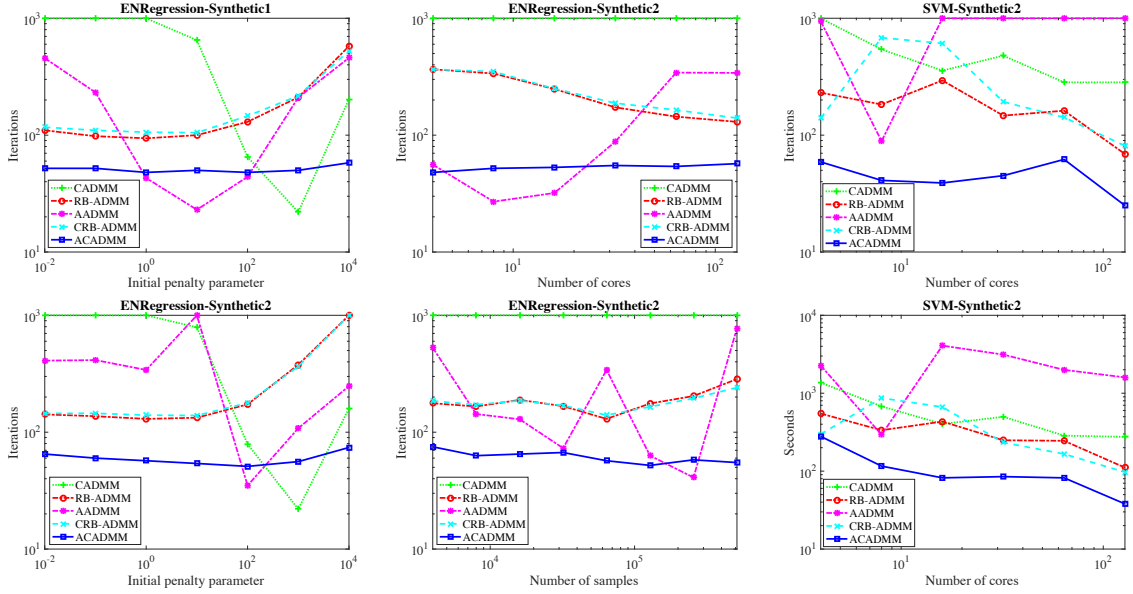 ENRegression-Synthetic1
10^3
10^2
10^1
Iterations
CADMM
RB-ADMM
AADMM
CRB-ADMM
ACADMM
10^-2 10^0 10^2 10^4
Initial penalty parameter
ENRegression-Synthetic2
10^3
10^2
10^1
Iterations
CADMM
RB-ADMM
AADMM
CRB-ADMM
ACADMM
10^1 10^2
Number of cores
SVM-Synthetic2
10^3
10^2
10^1
Iterations
CADMM
RB-ADMM
AADMM
CRB-ADMM
ACADMM
10^1 10^2
Number of cores
ENRegression-Synthetic2
10^3
10^2
10^1
Iterations
CADMM
RB-ADMM
AADMM
CRB-ADMM
ACADMM
10^-2 10^0 10^2 10^4
Initial penalty parameter
ENRegression-Synthetic2
10^3
10^2
10^1
Iterations
CADMM
RB-ADMM
AADMM
CRB-ADMM
ACADMM
10^4 10^5
Number of samples
SVM-Synthetic2
10^4
10^3
10^2
10^1
Seconds
CADMM
RB-ADMM
AADMM
CRB-ADMM
ACADMM
10^1 10^2
Number of cores